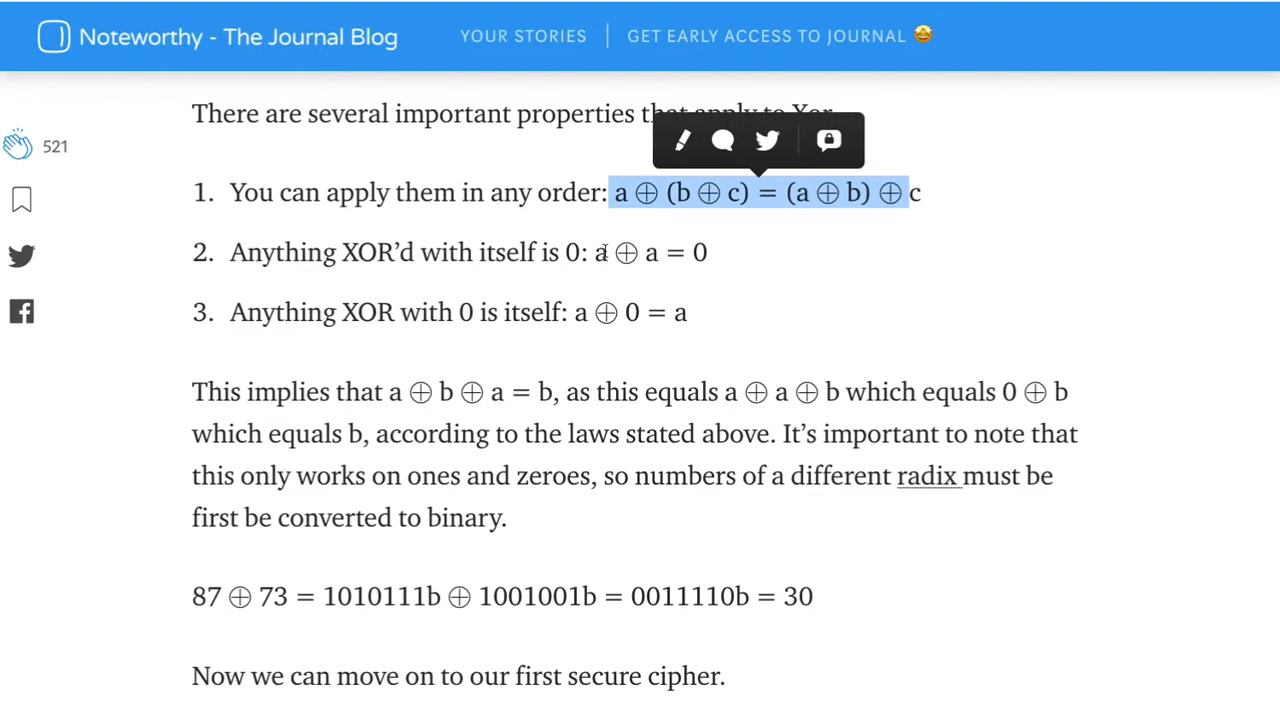 Noteworthy - The Journal Blog
YOUR STORIES
GET EARLY ACCESS TO JOURNAL 🤩
There are several important properties that apply to Xor
521
1. You can apply them in any order: a ⊕ (b ⊕ c) = (a ⊕ b) ⊕ c
2. Anything XOR’d with itself is 0: a ⊕ a = 0
3. Anything XOR with 0 is itself: a ⊕ 0 = a
This implies that a ⊕ b ⊕ a = b, as this equals a ⊕ a ⊕ b which equals 0 ⊕ b
which equals b, according to the laws stated above. It’s important to note that
this only works on ones and zeroes, so numbers of a different radix must be
first be converted to binary.
87 ⊕ 73 = 1010111b ⊕ 1001001b = 0011110b = 30
Now we can move on to our first secure cipher.